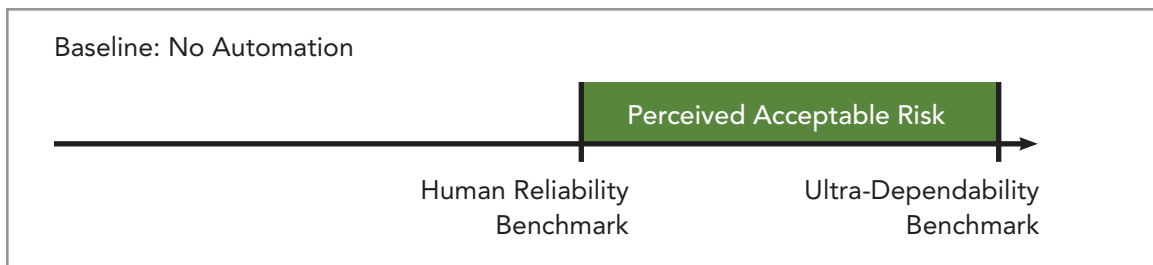 Baseline: No Automation
Perceived Acceptable Risk
Human Reliability
Benchmark
Ultra-Dependability
Benchmark